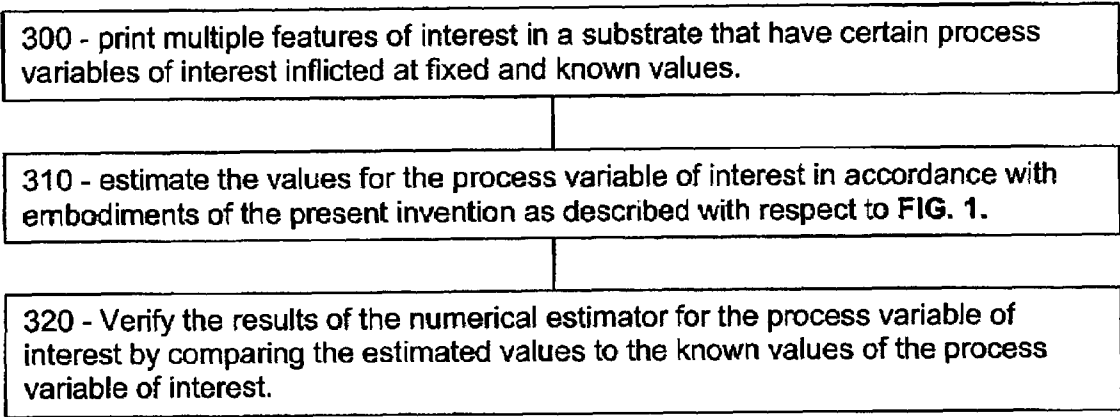 300 - print multiple features of interest in a substrate that have certain process
variables of interest inflicted at fixed and known values.
310 - estimate the values for the process variable of interest in accordance with
embodiments of the present invention as described with respect to FIG. 1.
320 - Verify the results of the numerical estimator for the process variable of
interest by comparing the estimated values to the known values of the process
variable of interest.